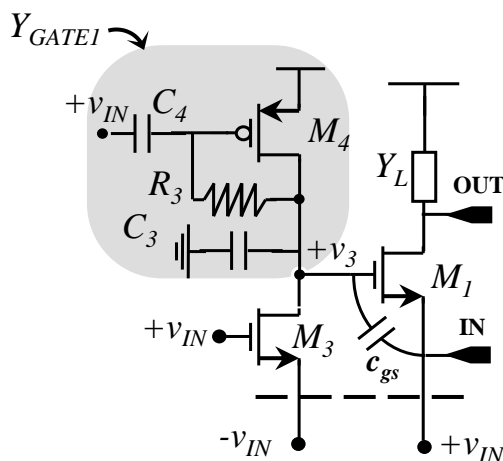 Y_GATE1
+v_IN
C_4
M_4
R_3
Y_L
OUT
C_3
+v_3
M_1
+v_IN
M_3
c_gs
IN
-v_IN
+v_IN